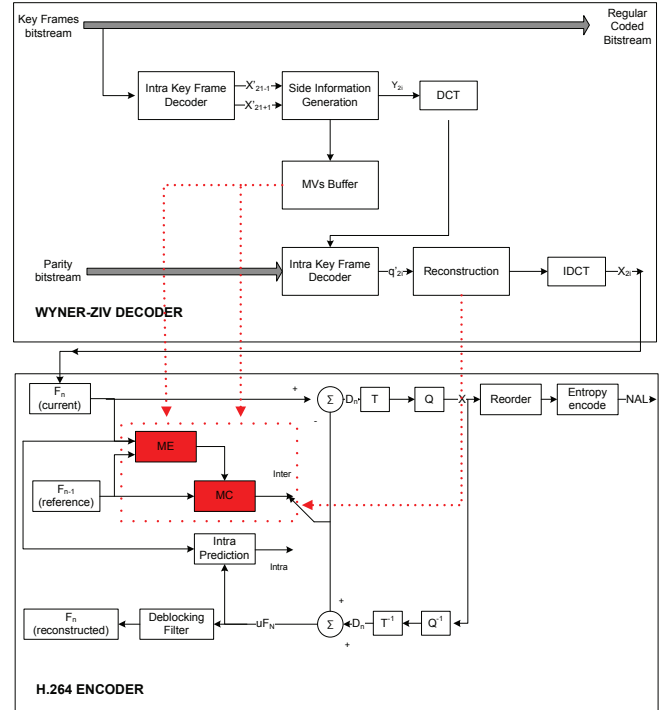 Key Frames
bitstream
Regular
Coded
Bitstream
Intra Key Frame
Decoder
X'21-1
X'21+1
Side Information
Generation
Y2i
DCT
MVs Buffer
Parity
bitstream
Intra Key Frame
Decoder
q'2i
Reconstruction
IDCT
X2i
WYNER-ZIV DECODER
Fn
(current)
+
Σ
-
Dn
T
Q
X
Reorder
Entropy
encode
NAL
ME
Inter
Fn-1
(reference)
MC
Intra
Prediction
Intra
Fn
(reconstructed)
Deblocking
Filter
uFN
+
Σ
+
Dn
T-1
Q-1
H.264 ENCODER